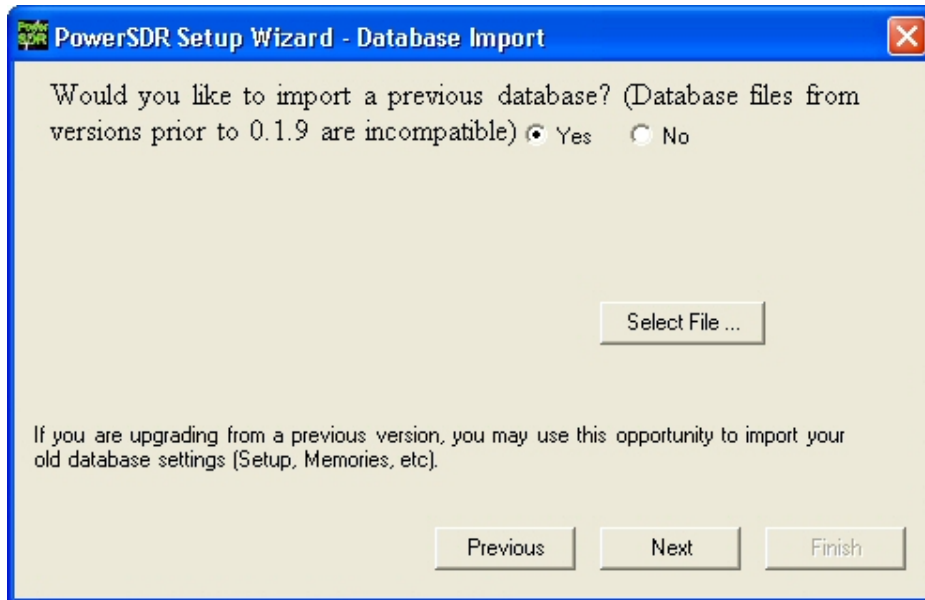 Power SDR PowerSDR Setup Wizard - Database Import
Would you like to import a previous database? (Database files from
versions prior to 0.1.9 are incompatible) Yes No
Select File ...
If you are upgrading from a previous version, you may use this opportunity to import your
old database settings (Setup, Memories, etc).
Previous Next Finish